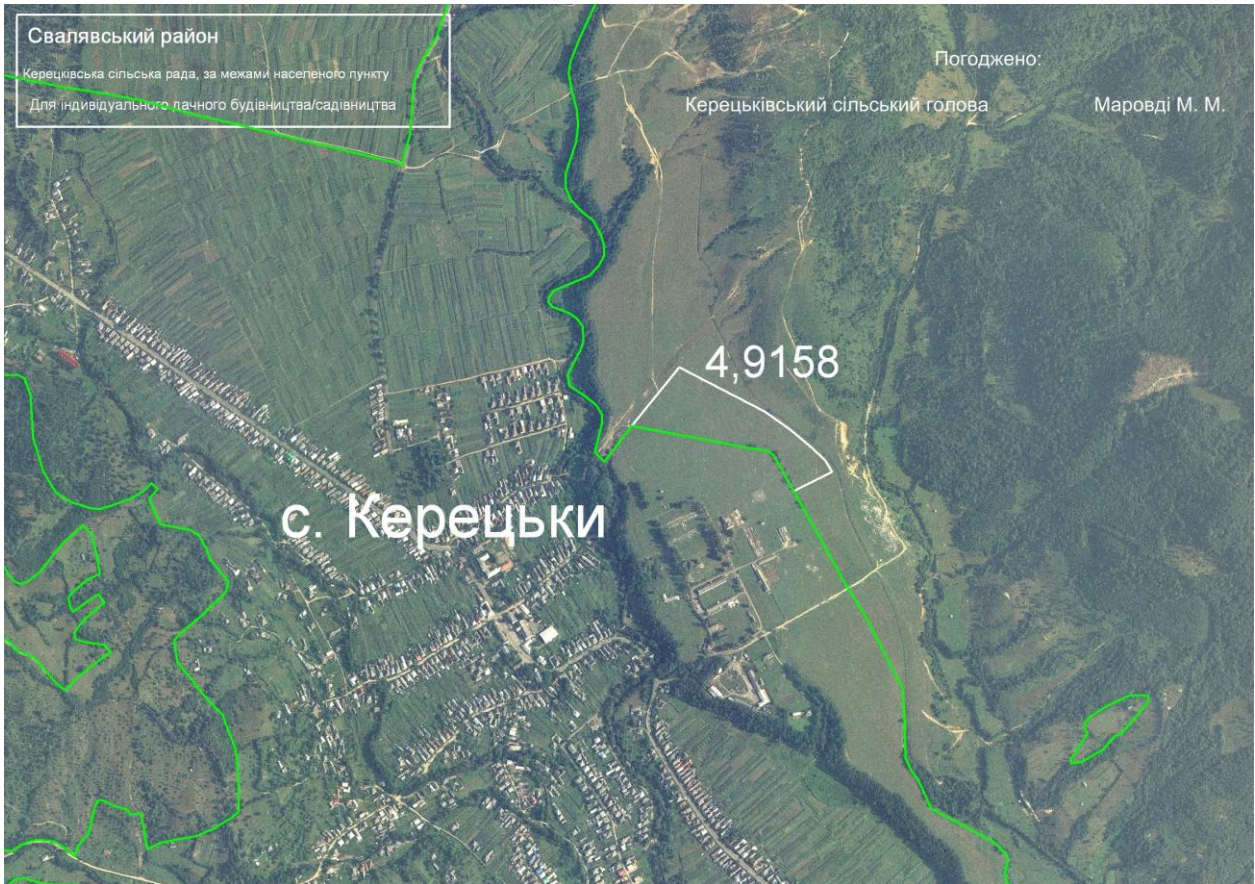 Свалявський район
Керецківська сільська рада, за межами населеного пункту
Для індивідуального дачного будівництва/садівництва
Погоджено:
Керецьківський сільський голова Маровді М. М.
4,9158
с. Керецьки